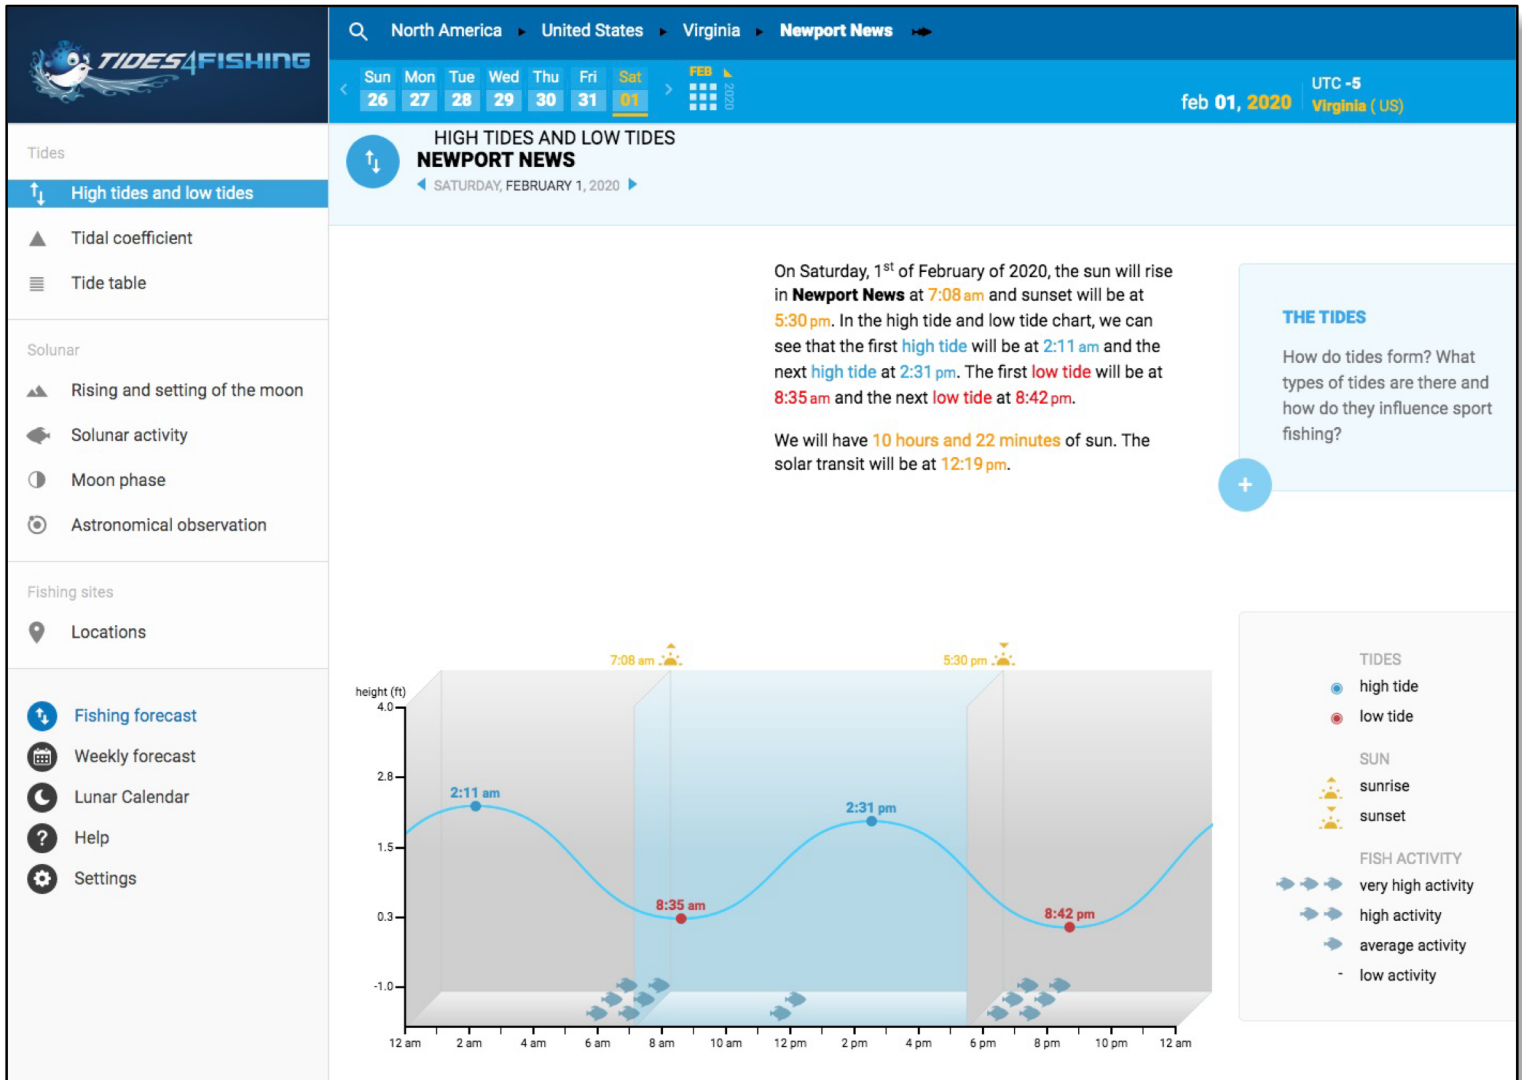 TIDES4FISHING
North America United States Virginia Newport News
Sun Mon Tue Wed Thu Fri Sat
26 27 28 29 30 31 01
FEB
2020
feb 01, 2020
UTC -5
Virginia ( US)
Tides
High tides and low tides
Tidal coefficient
Tide table
Solunar
Rising and setting of the moon
Solunar activity
Moon phase
Astronomical observation
Fishing sites
Locations
Fishing forecast
Weekly forecast
Lunar Calendar
Help
Settings
HIGH TIDES AND LOW TIDES
NEWPORT NEWS
SATURDAY, FEBRUARY 1, 2020
On Saturday, 1st of February of 2020, the sun will rise
in Newport News at 7:08 am and sunset will be at
5:30 pm. In the high tide and low tide chart, we can
see that the first high tide will be at 2:11 am and the
next high tide at 2:31 pm. The first low tide will be at
8:35 am and the next low tide at 8:42 pm.
We will have 10 hours and 22 minutes of sun. The
solar transit will be at 12:19 pm.
THE TIDES
How do tides form? What
types of tides are there and
how do they influence sport
fishing?
+
7:08 am
5:30 pm
height (ft)
4.0
2.8
1.5
0.3
-1.0
2:11 am
8:35 am
2:31 pm
8:42 pm
12 am 2 am 4 am 6 am 8 am 10 am 12 pm 2 pm 4 pm 6 pm 8 pm 10 pm 12 am
TIDES
high tide
low tide
SUN
sunrise
sunset
FISH ACTIVITY
very high activity
high activity
average activity
- low activity